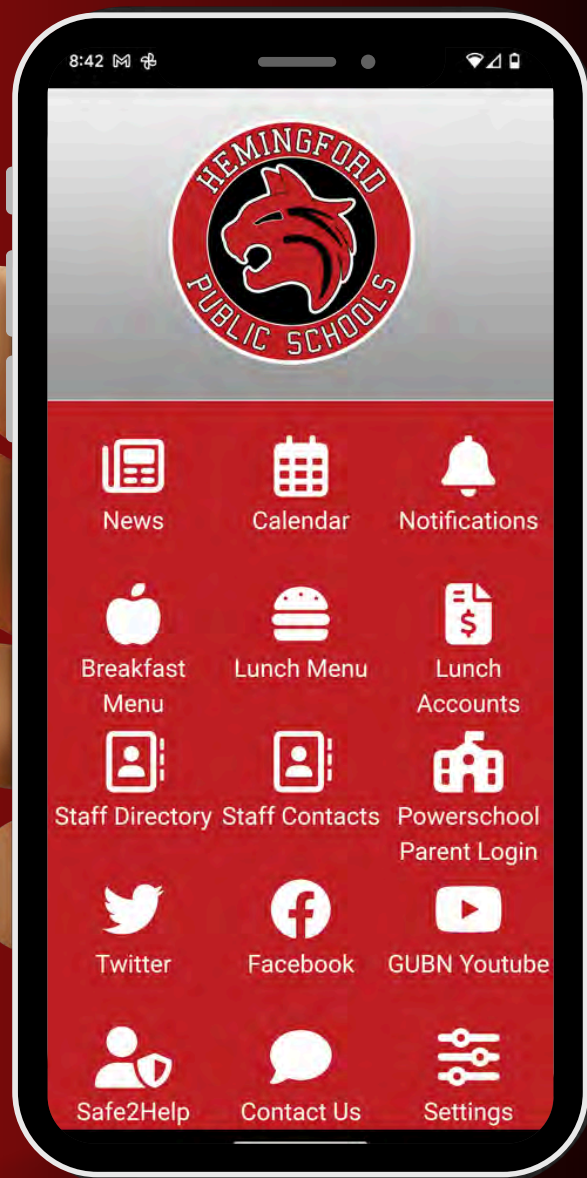 8:42
HEMINGFORD
PUBLIC SCHOOLS
News
Calendar
Notifications
Breakfast
Menu
Lunch Menu
Lunch
Accounts
Staff Directory
Staff Contacts
Powerschool
Parent Login
Twitter
Facebook
GUBN Youtube
Safe2Help
Contact Us
Settings